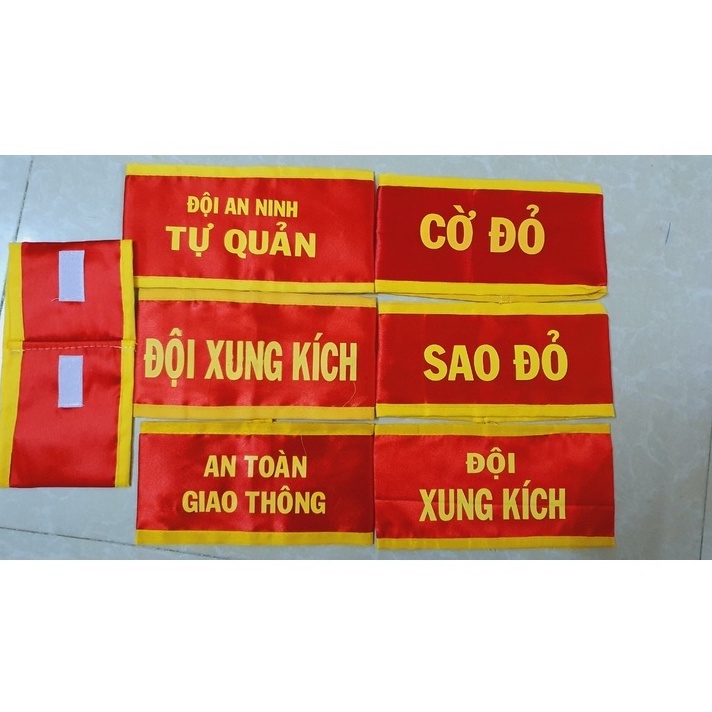 ĐỘI AN NINH
TỰ QUẢN
CỜ ĐỎ
ĐỘI XUNG KÍCH
SAO ĐỎ
AN TOÀN
GIAO THÔNG
ĐỘI
XUNG KÍCH